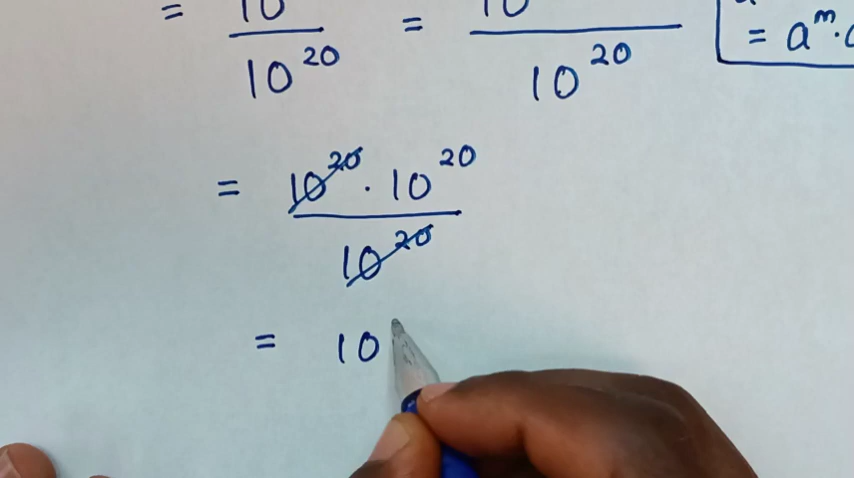 = 10 / 10^20 = 10 / 10^20
= a^m ·
= 10^20 · 10^20 / 10^20
= 10